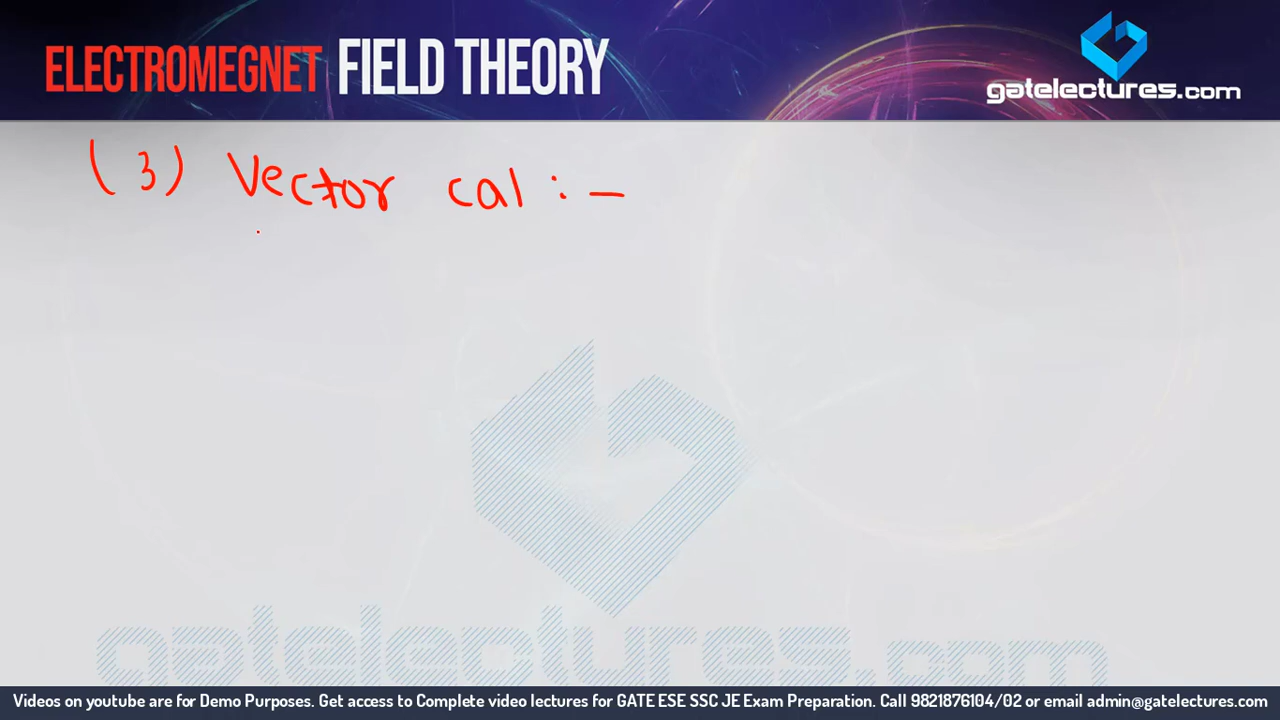 ELECTROMEGNET FIELD THEORY
gatelectures.com
(3) Vector cal : –
gatelectures.com
Videos on youtube are for Demo Purposes. Get access to Complete video lectures for GATE ESE SSC JE Exam Preparation. Call 9821876104/02 or email admin@gatelectures.com